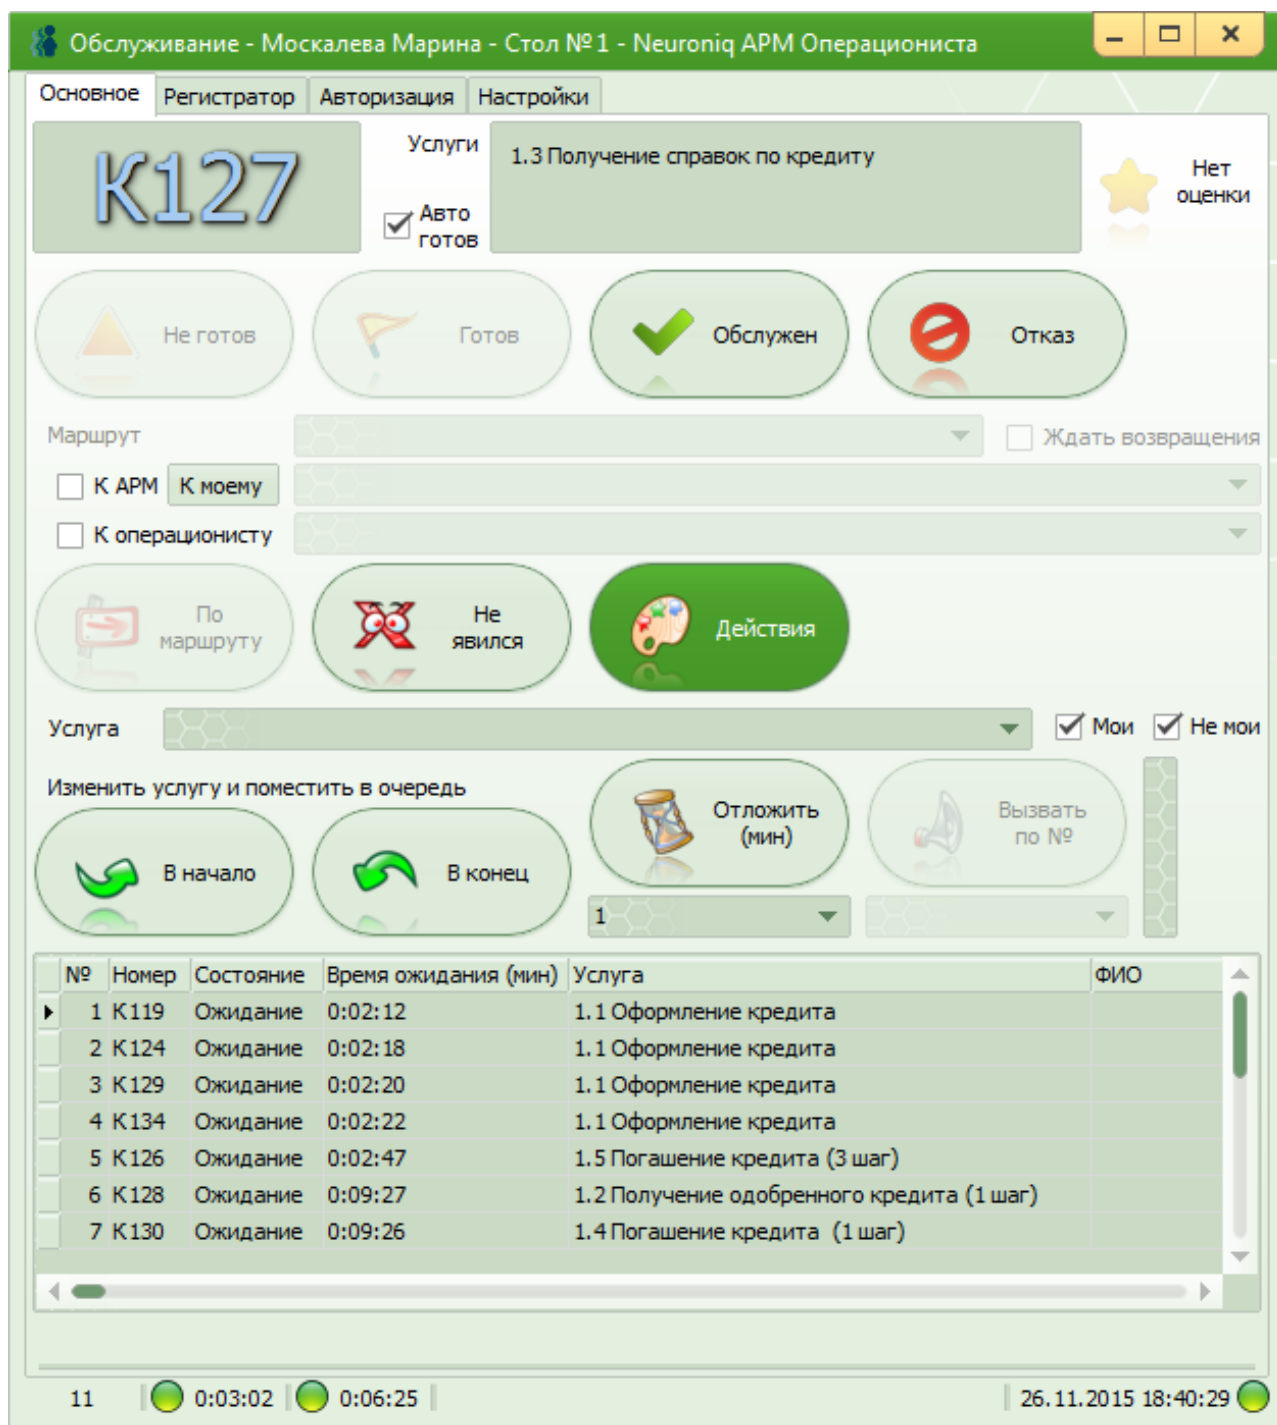 Обслуживание - Москалева Марина - Стол №1 - Neuroniq АРМ Операциониста
Основное Регистратор Авторизация Настройки
К127
Услуги
1.3 Получение справок по кредиту
Авто
готов
Нет
оценки
Не готов
Готов
Обслужен
Отказ
Маршрут
Ждать возвращения
К АРМ К моему
К операционисту
По
маршруту
Не
явился
Действия
Услуга
Мои Не мои
Изменить услугу и поместить в очередь
В начало
В конец
Отложить
(мин)
Вызвать
по №
1
№ Номер Состояние Время ожидания (мин) Услуга ФИО
1 К119 Ожидание 0:02:12 1.1 Оформление кредита
2 К124 Ожидание 0:02:18 1.1 Оформление кредита
3 К129 Ожидание 0:02:20 1.1 Оформление кредита
4 К134 Ожидание 0:02:22 1.1 Оформление кредита
5 К126 Ожидание 0:02:47 1.5 Погашение кредита (3 шаг)
6 К128 Ожидание 0:09:27 1.2 Получение одобренного кредита (1 шаг)
7 К130 Ожидание 0:09:26 1.4 Погашение кредита (1 шаг)
11 0:03:02 0:06:25 26.11.2015 18:40:29